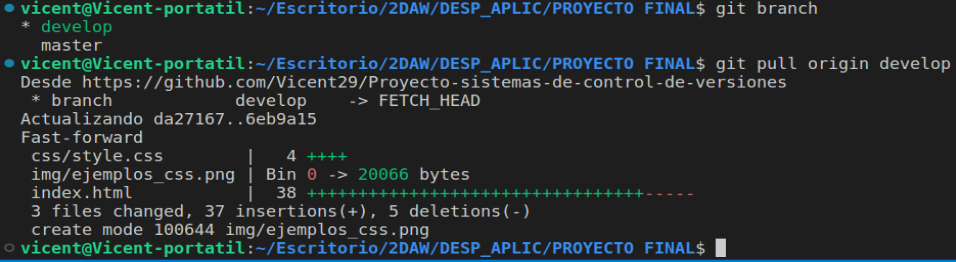 vicent@Vicent-portatil:~/Escritorio/2DAW/DESP_APLIC/PROYECTO FINAL$ git branch
* develop
  master
vicent@Vicent-portatil:~/Escritorio/2DAW/DESP_APLIC/PROYECTO FINAL$ git pull origin develop
Desde https://github.com/Vicent29/Proyecto-sistemas-de-control-de-versiones
 * branch            develop    -> FETCH_HEAD
Actualizando da27167..6eb9a15
Fast-forward
 css/style.css        |   4 ++++
 img/ejemplos_css.png | Bin 0 -> 20066 bytes
 index.html           |  38 +++++++++++++++++++++++++++++++++-----
 3 files changed, 37 insertions(+), 5 deletions(-)
 create mode 100644 img/ejemplos_css.png
vicent@Vicent-portatil:~/Escritorio/2DAW/DESP_APLIC/PROYECTO FINAL$